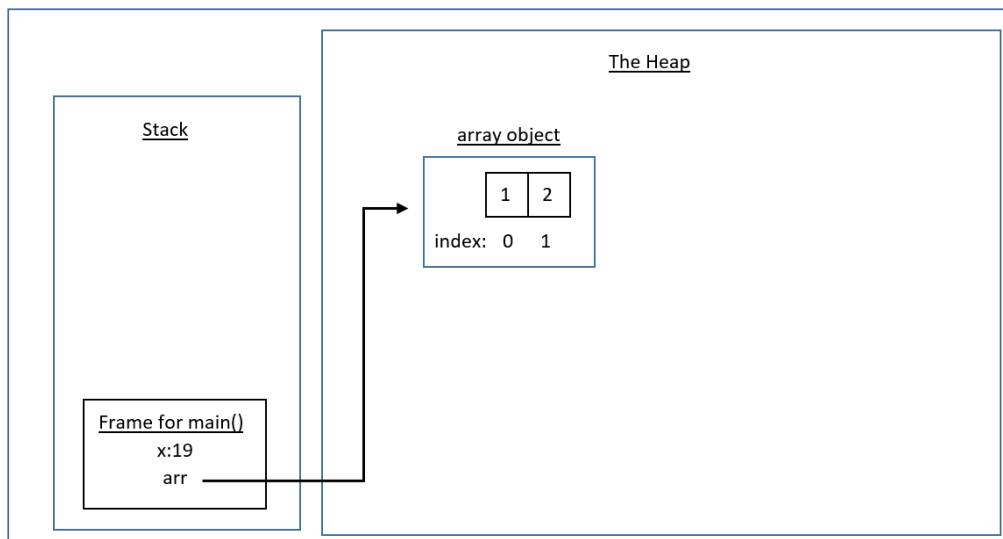 The Heap
Stack
array object
1 2
index: 0 1
Frame for main()
x:19
arr